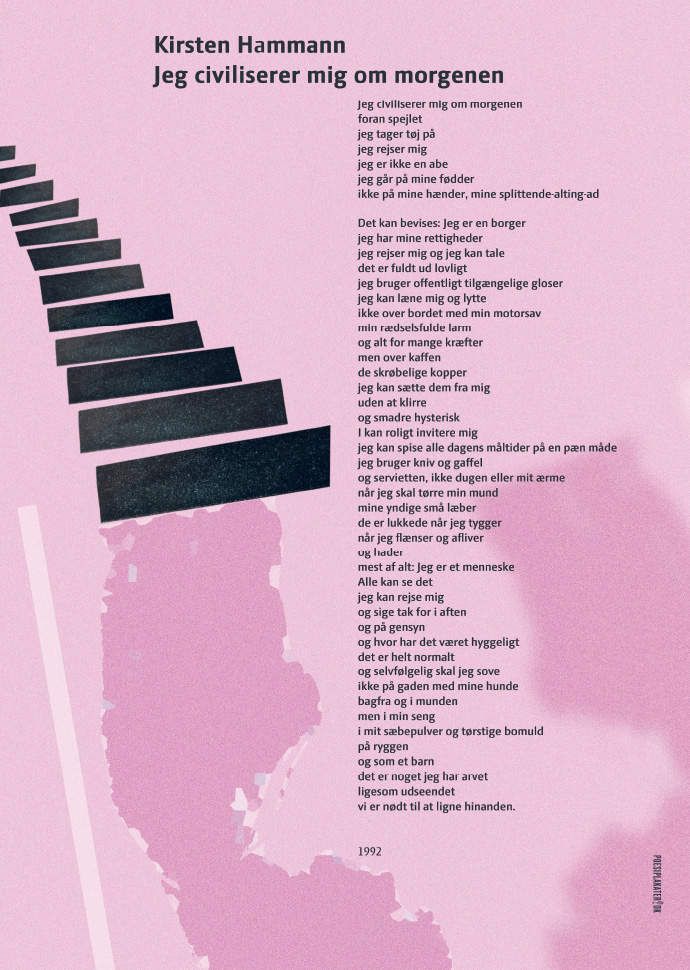 Kirsten Hammann
Jeg civiliserer mig om morgenen
Jeg civiliserer mig om morgenen
foran spejlet
jeg tager tøj på
jeg rejser mig
jeg er ikke en abe
jeg går på mine fødder
ikke på mine hænder, mine splittende-alting-ad
Det kan bevises: Jeg er en borger
jeg har mine rettigheder
jeg rejser mig og jeg kan tale
det er fuldt ud lovligt
jeg bruger offentligt tilgængelige gloser
jeg kan læne mig og lytte
ikke over bordet med min motorsav
min rædselsfulde larm
og alt for mange kræfter
men over kaffen
de skrøbelige kopper
jeg kan sætte dem fra mig
uden at klirre
og smadre hysterisk
I kan roligt invitere mig
jeg kan spise alle dagens måltider på en pæn måde
jeg bruger kniv og gaffel
og servietten, ikke dugen eller mit ærme
når jeg skal tørre min mund
mine yndige små læber
de er lukkede når jeg tygger
når jeg flænser og afliver
og hader
mest af alt: Jeg er et menneske
Alle kan se det
jeg kan rejse mig
og sige tak for i aften
og på gensyn
og hvor har det været hyggeligt
det er helt normalt
og selvfølgelig skal jeg sove
ikke på gaden med mine hunde
bagfra og i munden
men i min seng
i mit sæbepulver og tørstige bomuld
på ryggen
og som et barn
det er noget jeg har arvet
ligesom udseendet
vi er nødt til at ligne hinanden.
1992
POESIPLAKATER.DK